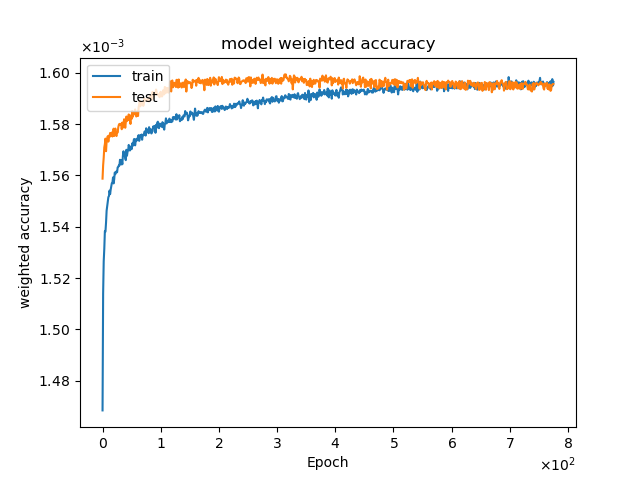 model weighted accuracy
×10⁻³
train
test
1.60
1.58
1.56
1.54
1.52
1.50
1.48
weighted accuracy
0 1 2 3 4 5 6 7 8
Epoch
×10²